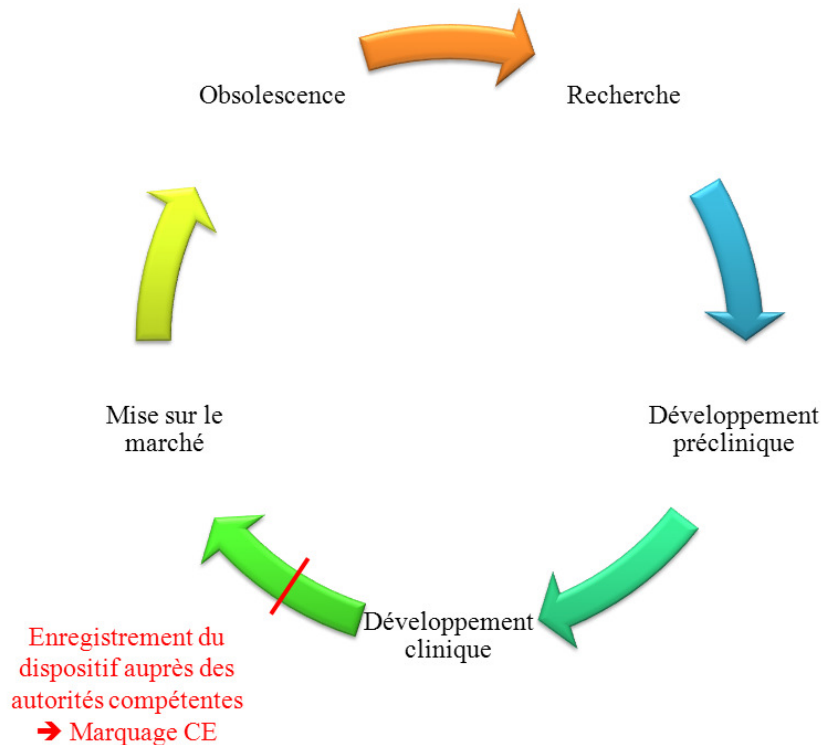 Obsolescence
Recherche
Mise sur le
marché
Développement
préclinique
Développement
clinique
Enregistrement du
dispositif auprès des
autorités compétentes
➔ Marquage CE